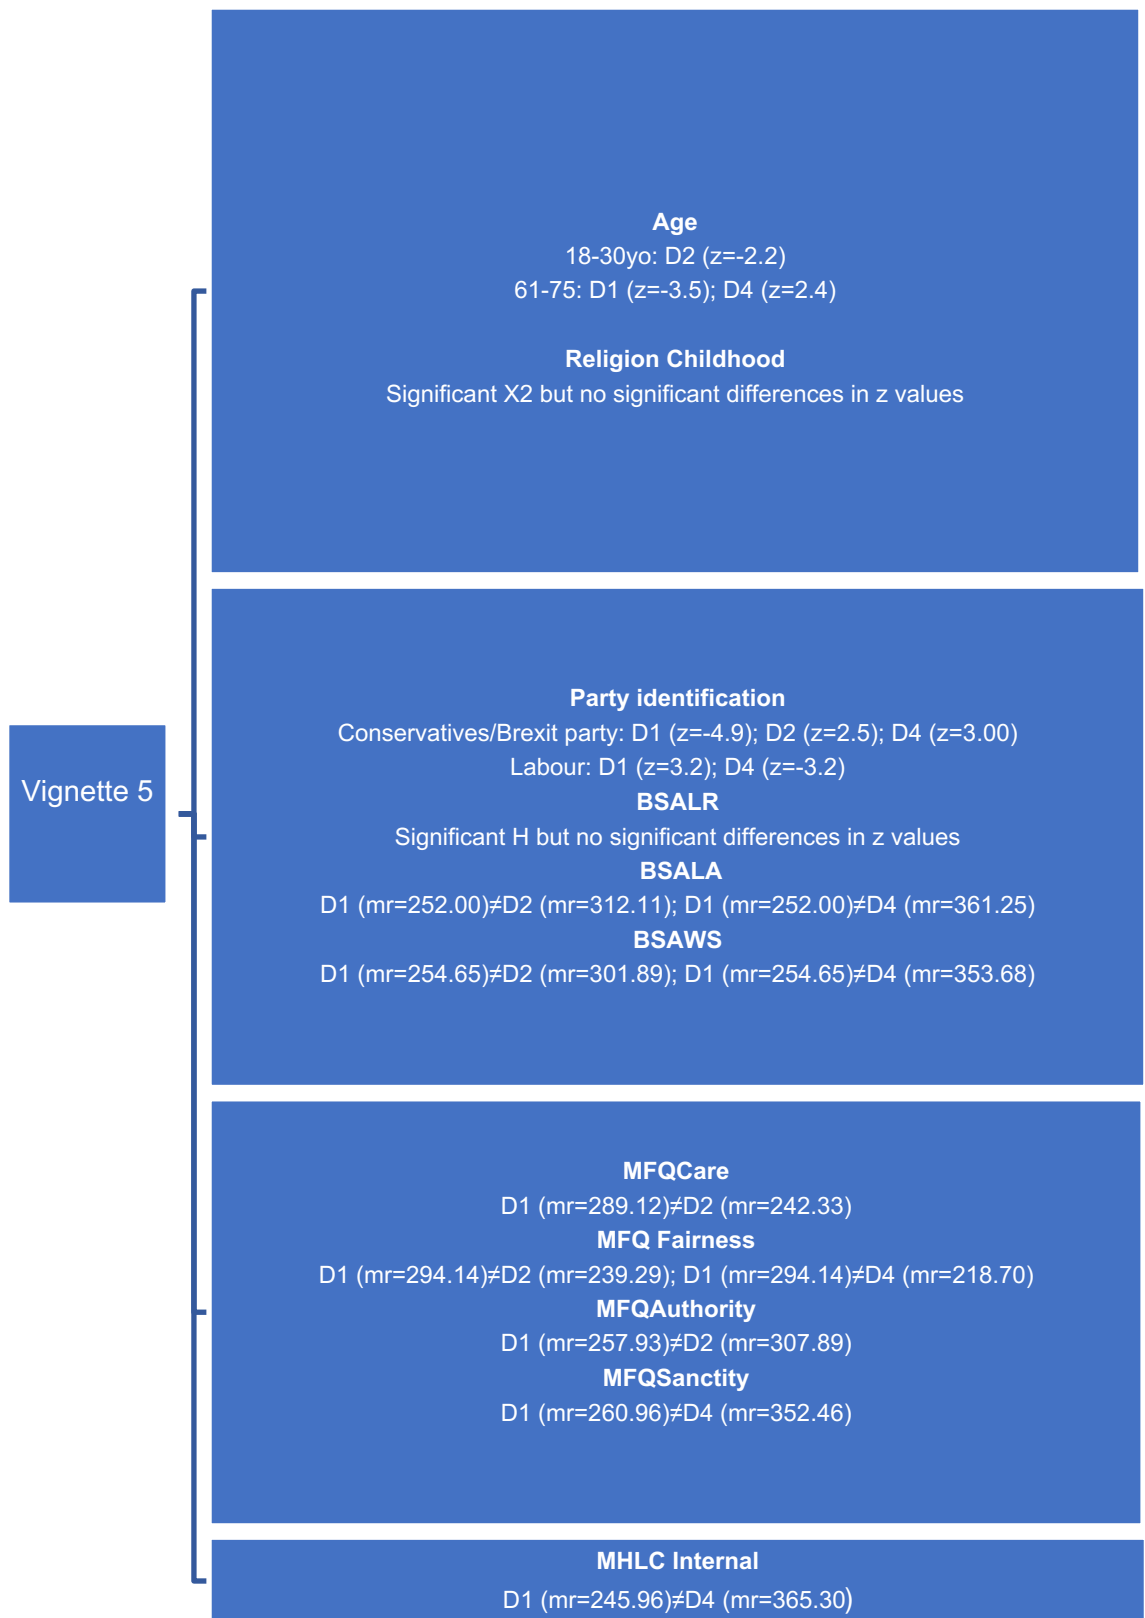 Vignette 5
Age
18-30yo: D2 (z=-2.2)
61-75: D1 (z=-3.5); D4 (z=2.4)
Religion Childhood
Significant X2 but no significant differences in z values
Party identification
Conservatives/Brexit party: D1 (z=-4.9); D2 (z=2.5); D4 (z=3.00)
Labour: D1 (z=3.2); D4 (z=-3.2)
BSALR
Significant H but no significant differences in z values
BSALA
D1 (mr=252.00)≠D2 (mr=312.11); D1 (mr=252.00)≠D4 (mr=361.25)
BSAWS
D1 (mr=254.65)≠D2 (mr=301.89); D1 (mr=254.65)≠D4 (mr=353.68)
MFQCare
D1 (mr=289.12)≠D2 (mr=242.33)
MFQ Fairness
D1 (mr=294.14)≠D2 (mr=239.29); D1 (mr=294.14)≠D4 (mr=218.70)
MFQAuthority
D1 (mr=257.93)≠D2 (mr=307.89)
MFQSanctity
D1 (mr=260.96)≠D4 (mr=352.46)
MHLC Internal
D1 (mr=245.96)≠D4 (mr=365.30)